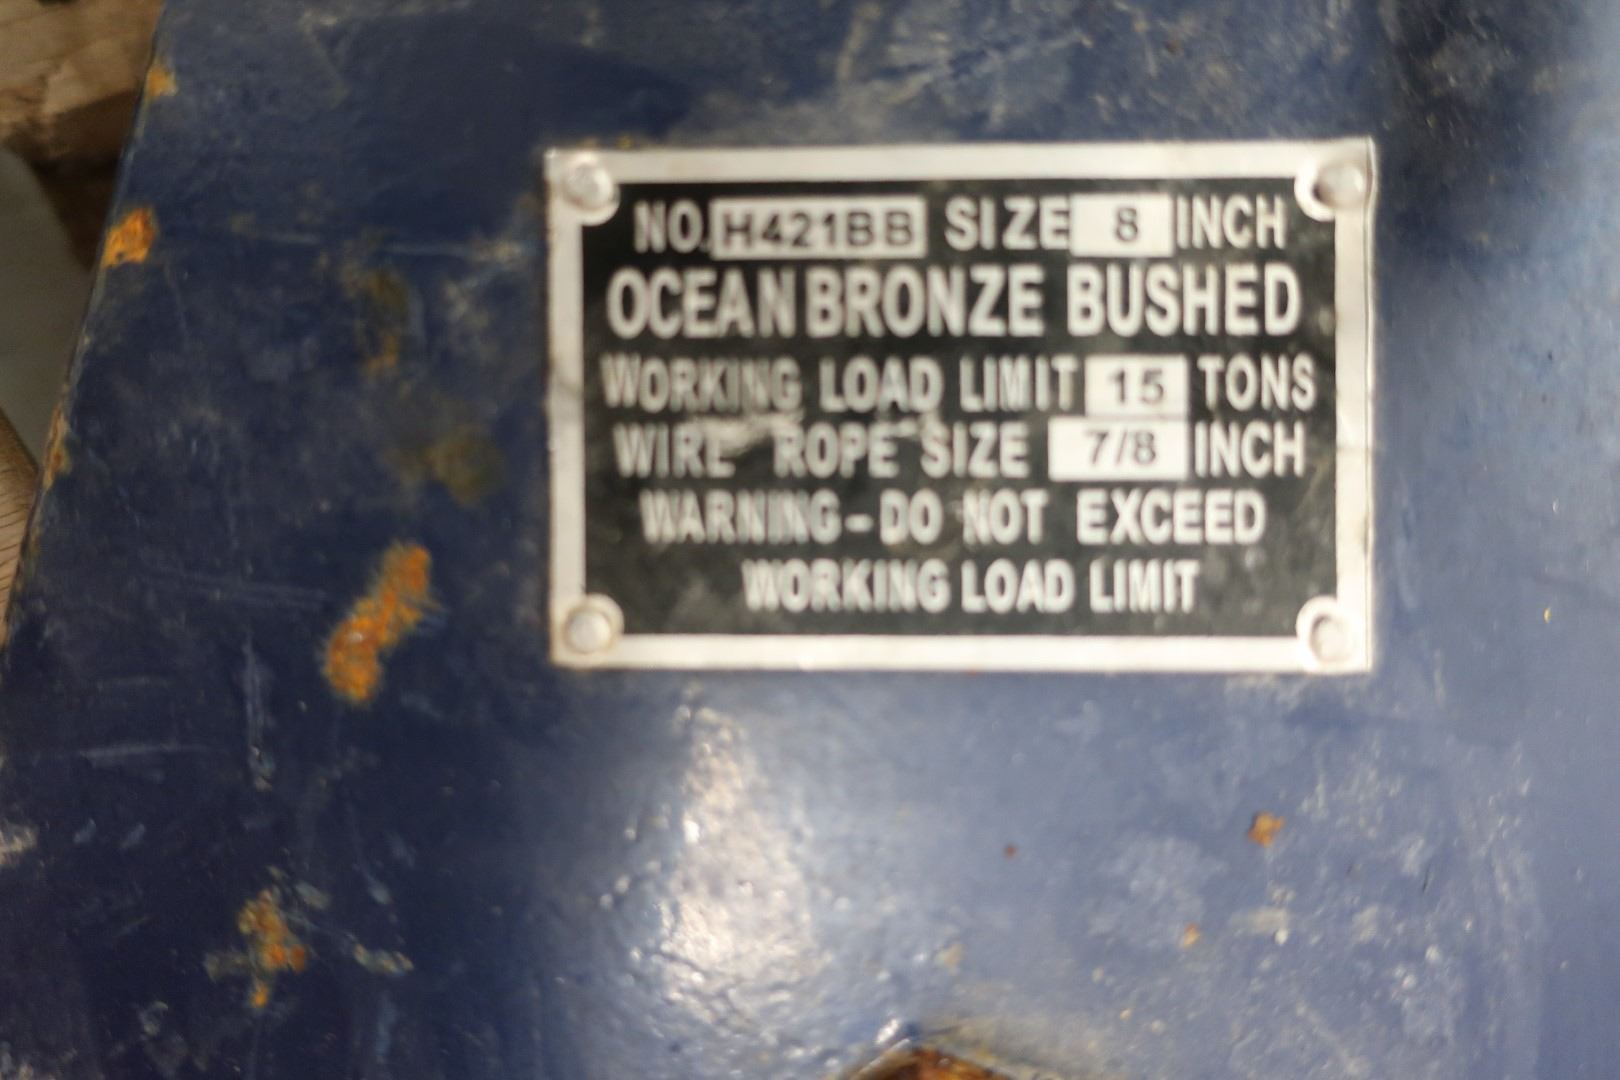 NO. H421BB SIZE 8 INCH
OCEAN BRONZE BUSHED
WORKING LOAD LIMIT 15 TONS
WIRE ROPE SIZE 7/8 INCH
WARNING - DO NOT EXCEED
WORKING LOAD LIMIT